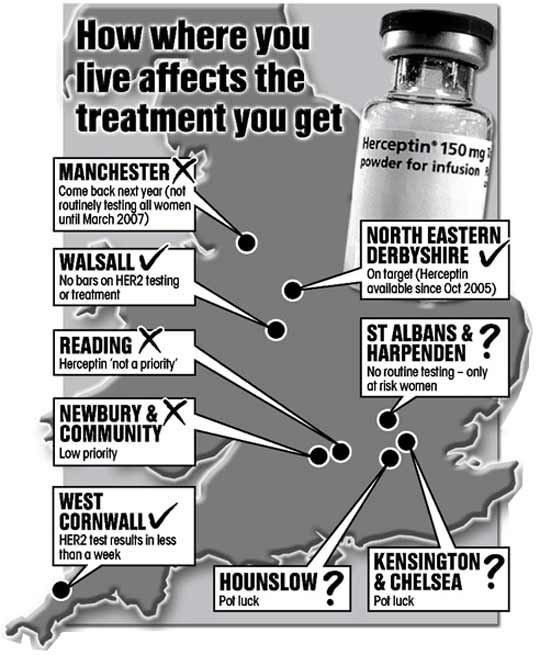 How where you
live affects the
treatment you get
Herceptin® 150 mg
powder for infusion
MANCHESTER
Come back next year (not
routinely testing all women
until March 2007)
WALSALL
No bars on HER2 testing
or treatment
READING
Herceptin 'not a priority'
NEWBURY &
COMMUNITY
Low priority
WEST
CORNWALL
HER2 test results in less
than a week
NORTH EASTERN
DERBYSHIRE
On target (Herceptin
available since Oct 2005)
ST ALBANS &
HARPENDEN ?
No routine testing – only
at risk women
HOUNSLOW ?
Pot luck
KENSINGTON
& CHELSEA ?
Pot luck